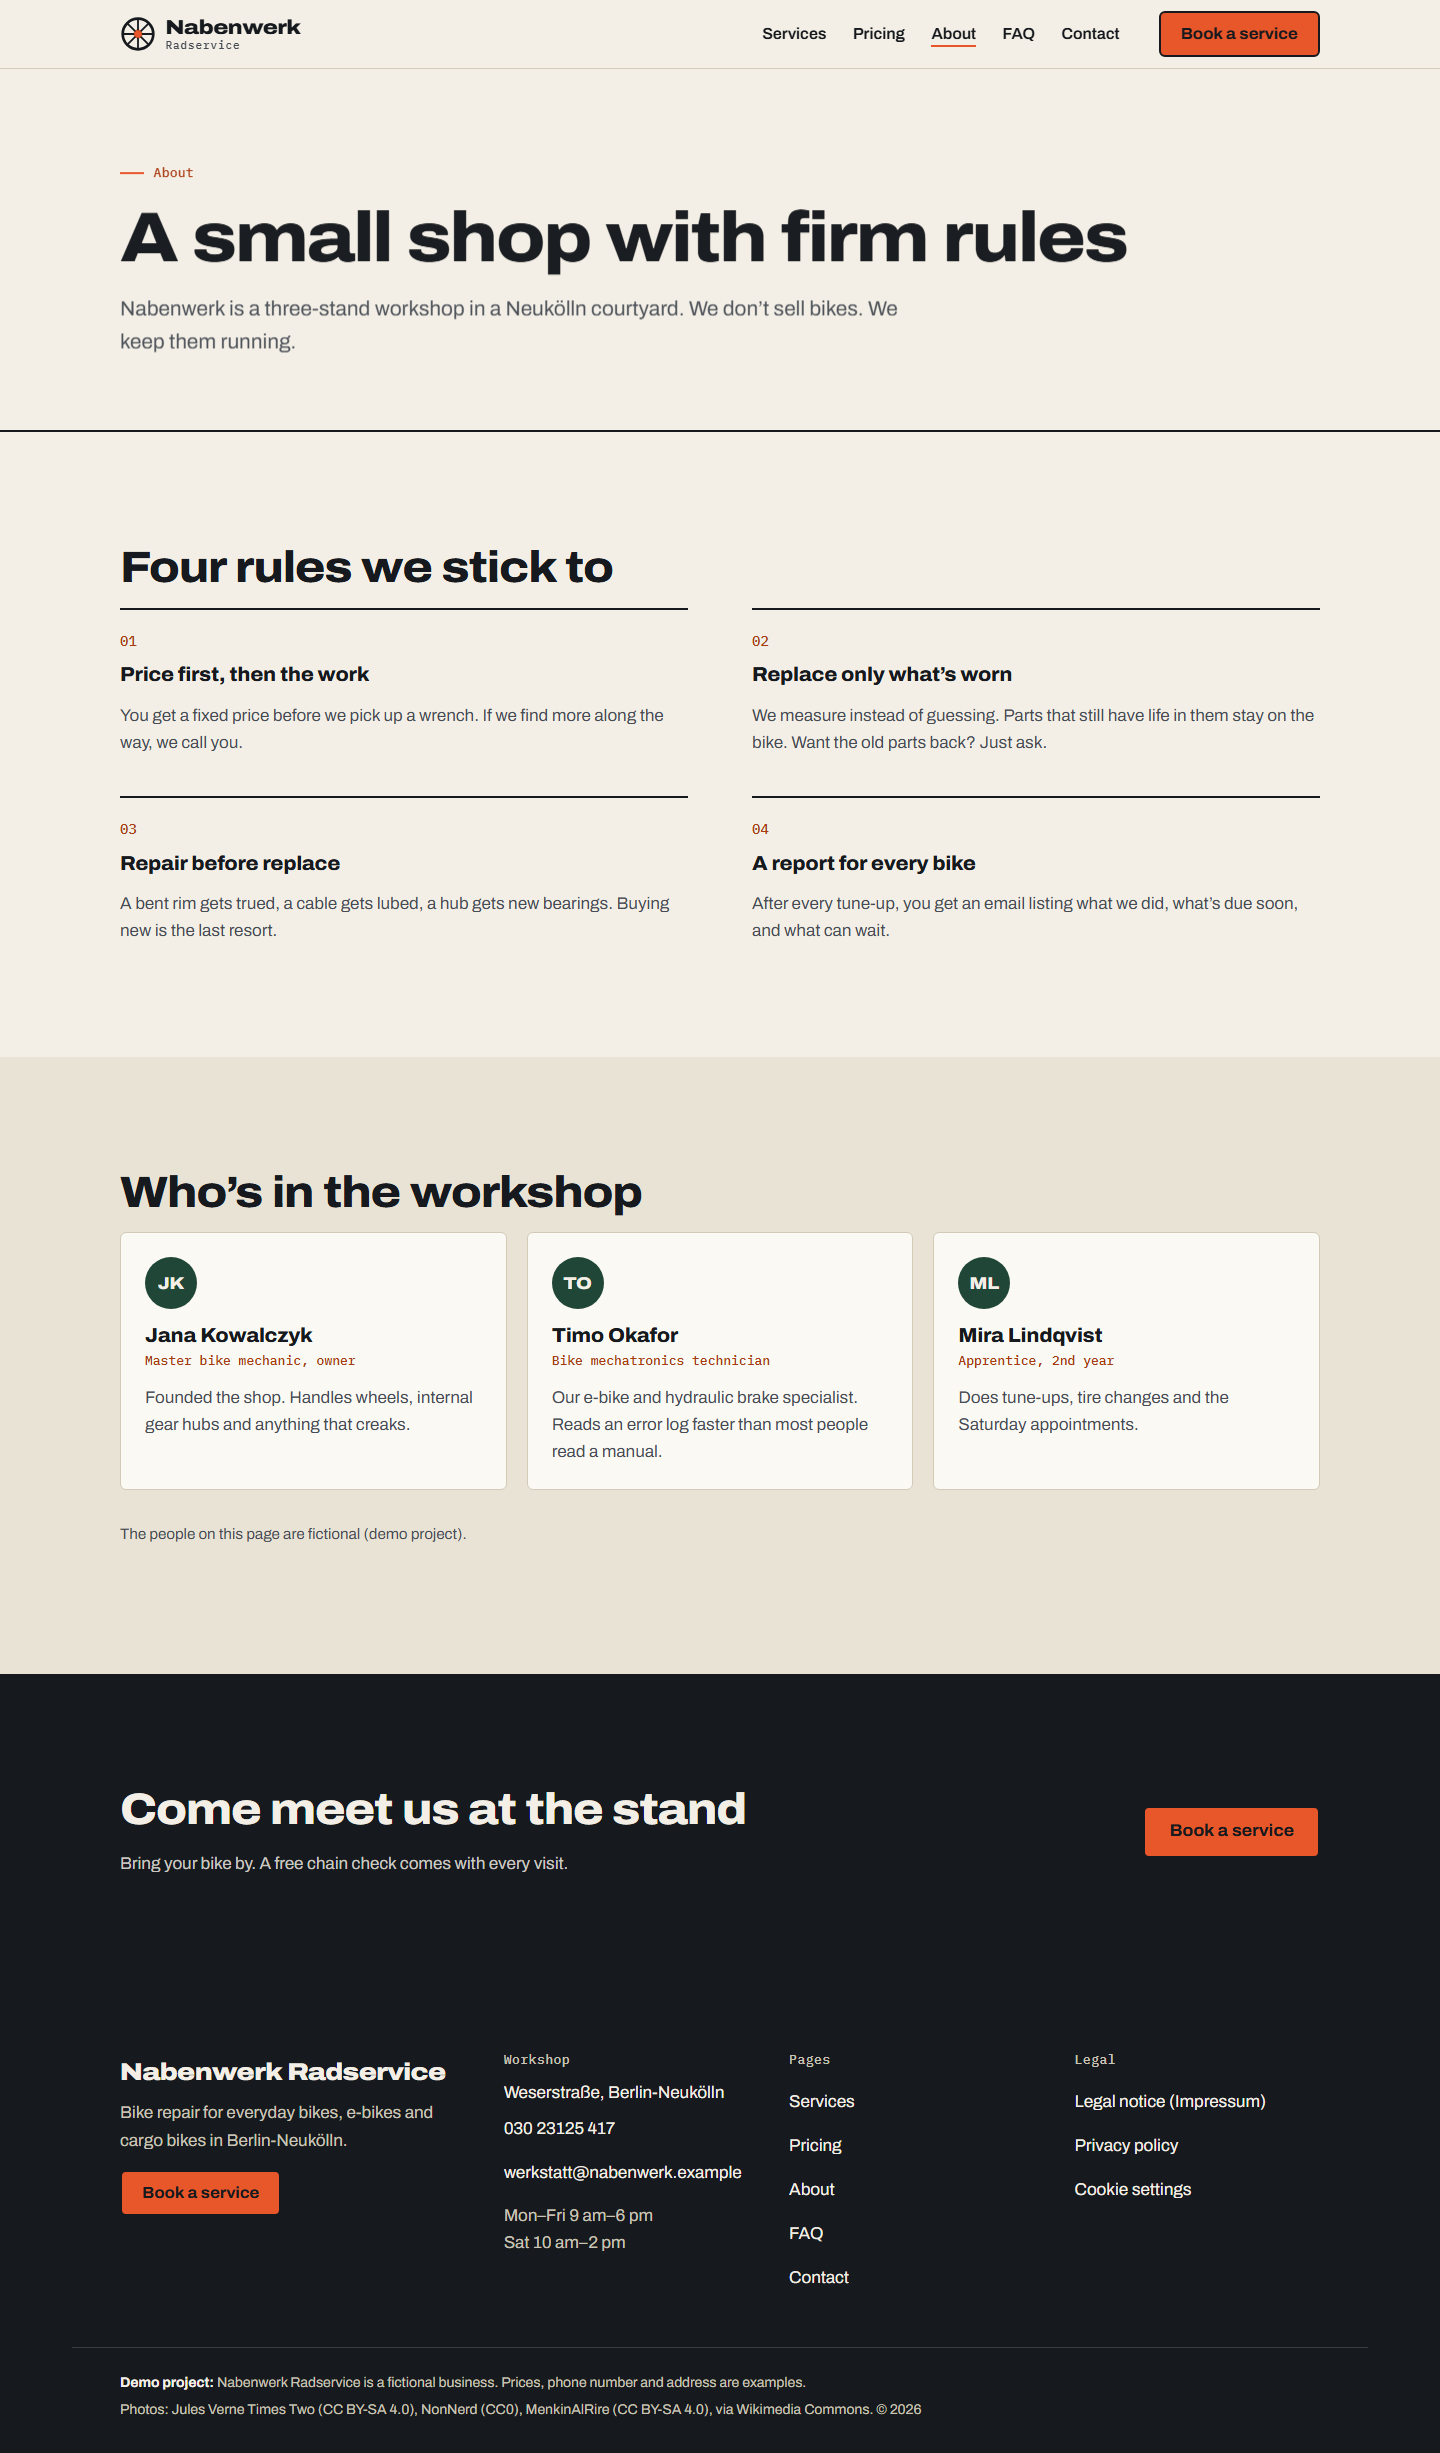 Nabenwerk
Radservice
Services
Pricing
About
FAQ
Contact
Book a service
About
A small shop with firm rules
Nabenwerk is a three-stand workshop in a Neukölln courtyard. We don’t sell bikes. We
keep them running.
Four rules we stick to
01
Price first, then the work
You get a fixed price before we pick up a wrench. If we find more along the
way, we call you.
02
Replace only what’s worn
We measure instead of guessing. Parts that still have life in them stay on the
bike. Want the old parts back? Just ask.
03
Repair before replace
A bent rim gets trued, a cable gets lubed, a hub gets new bearings. Buying
new is the last resort.
04
A report for every bike
After every tune-up, you get an email listing what we did, what’s due soon,
and what can wait.
Who’s in the workshop
JK
Jana Kowalczyk
Master bike mechanic, owner
Founded the shop. Handles wheels, internal
gear hubs and anything that creaks.
TO
Timo Okafor
Bike mechatronics technician
Our e-bike and hydraulic brake specialist.
Reads an error log faster than most people
read a manual.
ML
Mira Lindqvist
Apprentice, 2nd year
Does tune-ups, tire changes and the
Saturday appointments.
The people on this page are fictional (demo project).
Come meet us at the stand
Bring your bike by. A free chain check comes with every visit.
Book a service
Nabenwerk Radservice
Bike repair for everyday bikes, e-bikes and
cargo bikes in Berlin-Neukölln.
Book a service
Workshop
Weserstraße, Berlin-Neukölln
030 23125 417
werkstatt@nabenwerk.example
Mon–Fri 9 am–6 pm
Sat 10 am–2 pm
Pages
Services
Pricing
About
FAQ
Contact
Legal
Legal notice (Impressum)
Privacy policy
Cookie settings
Demo project: Nabenwerk Radservice is a fictional business. Prices, phone number and address are examples.
Photos: Jules Verne Times Two (CC BY-SA 4.0), NonNerd (CC0), MenkinAlRire (CC BY-SA 4.0), via Wikimedia Commons. © 2026